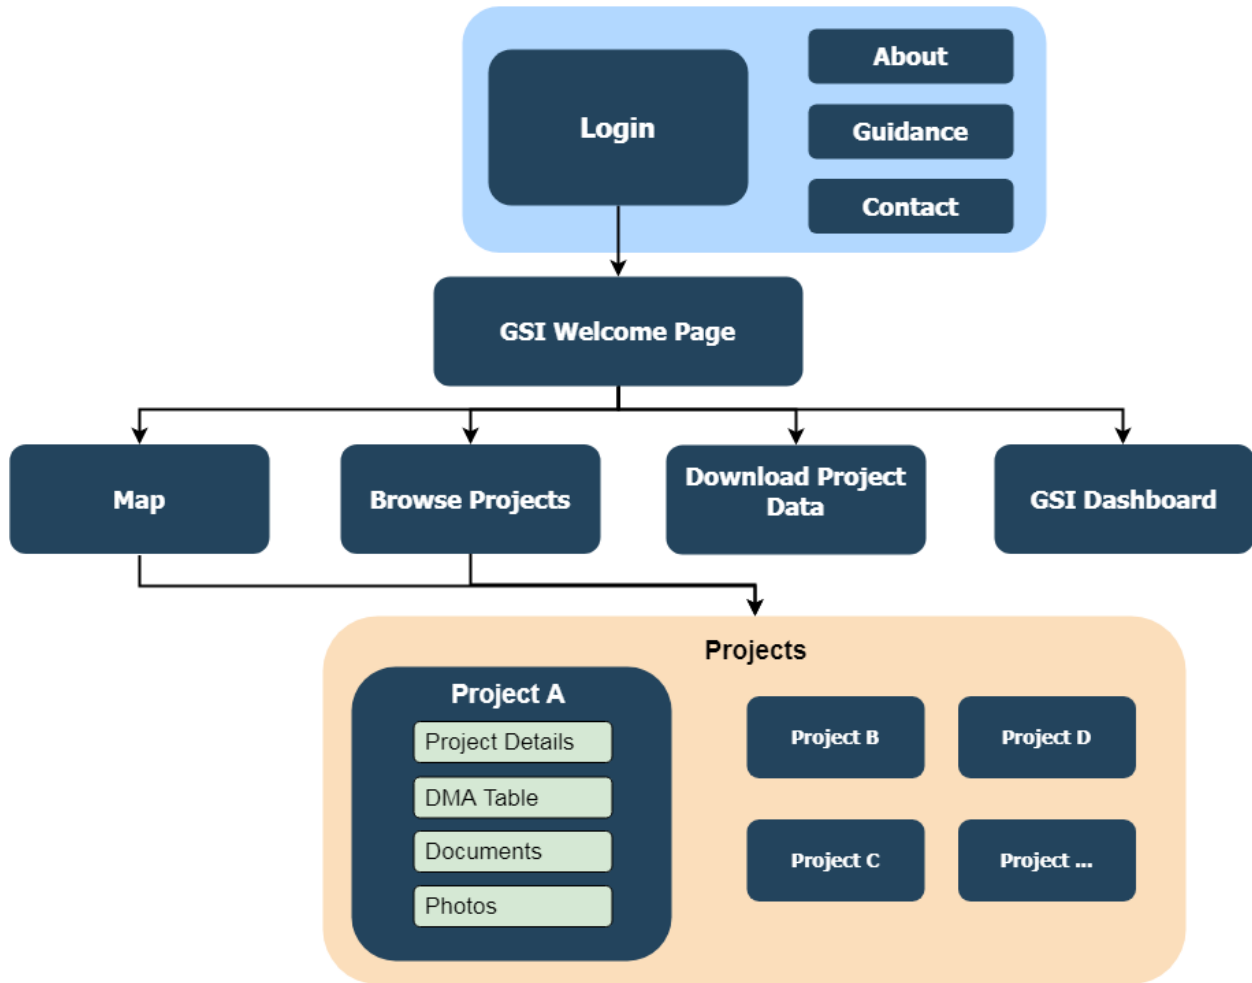 Login
About
Guidance
Contact
GSI Welcome Page
Map
Browse Projects
Download Project
Data
GSI Dashboard
Projects
Project A
Project Details
DMA Table
Documents
Photos
Project B
Project D
Project C
Project ...